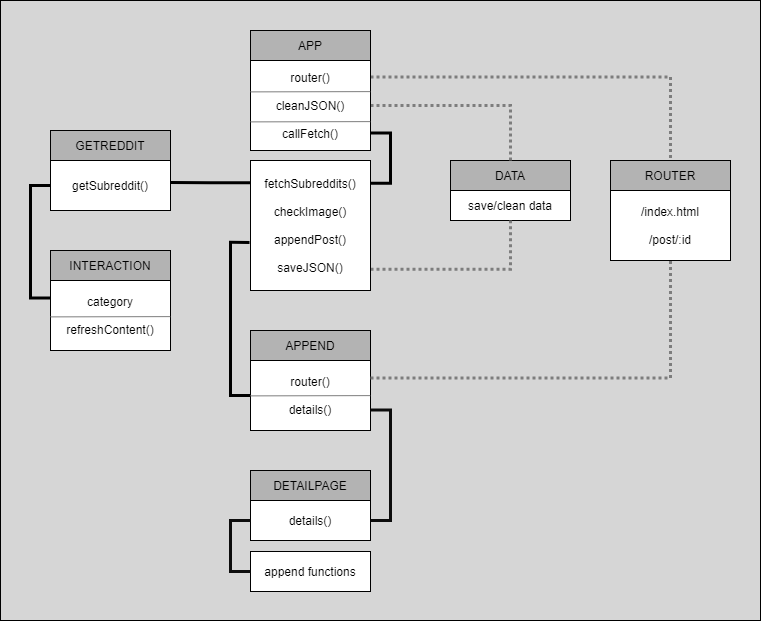 APP
router()
cleanJSON()
callFetch()
GETREDDIT
getSubreddit()
fetchSubreddits()
checkImage()
appendPost()
saveJSON()
DATA
save/clean data
ROUTER
/index.html
/post/:id
INTERACTION
category
refreshContent()
APPEND
router()
details()
DETAILPAGE
details()
append functions